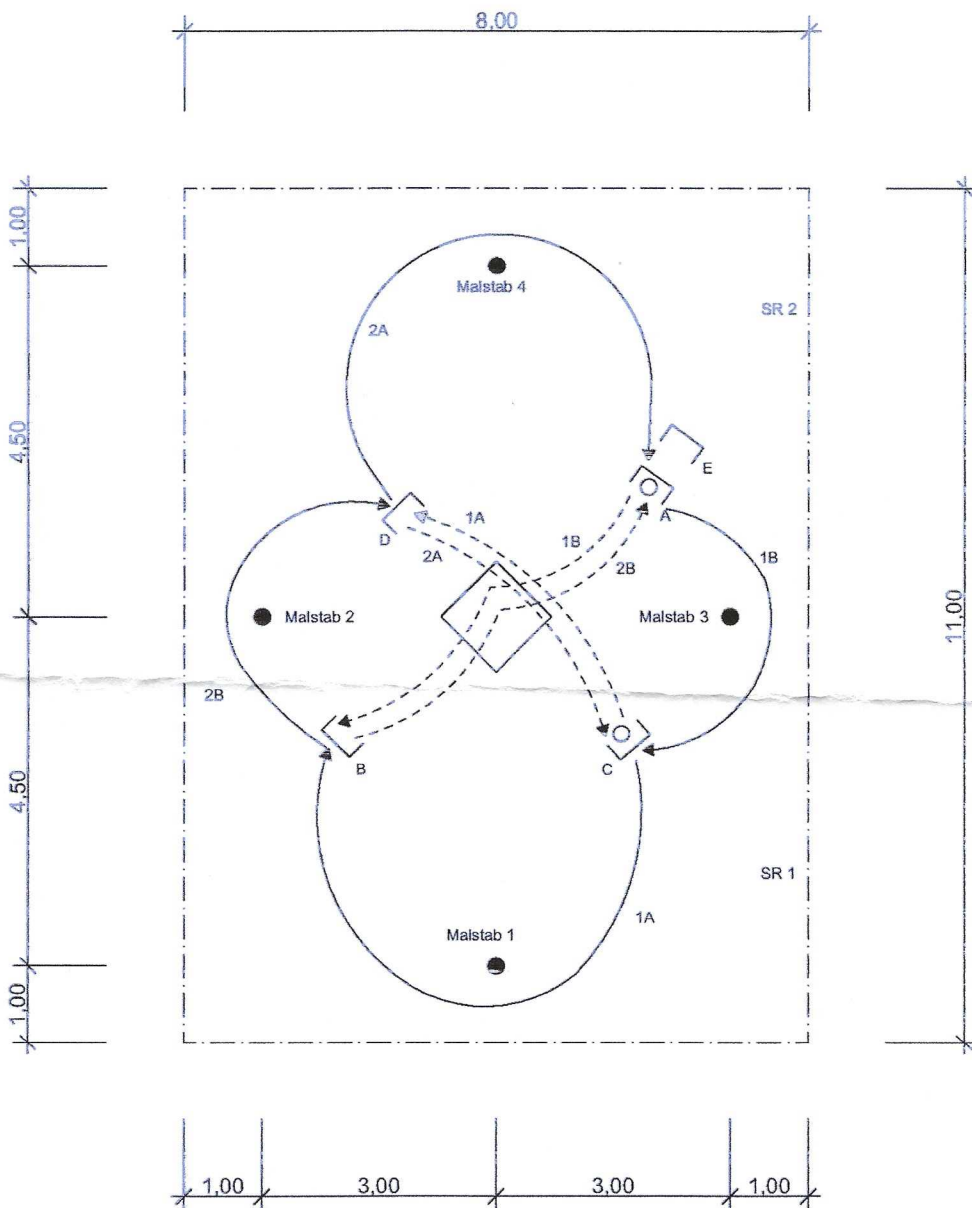 8,00
1,00
Malstab 4
SR 2
2A
4,50
E
1A
A
D
1B
2A
2B
1B
Malstab 2
Malstab 3
11,00
2B
B
C
4,50
SR 1
1A
Malstab 1
1,00
1,00
3,00
3,00
1,00